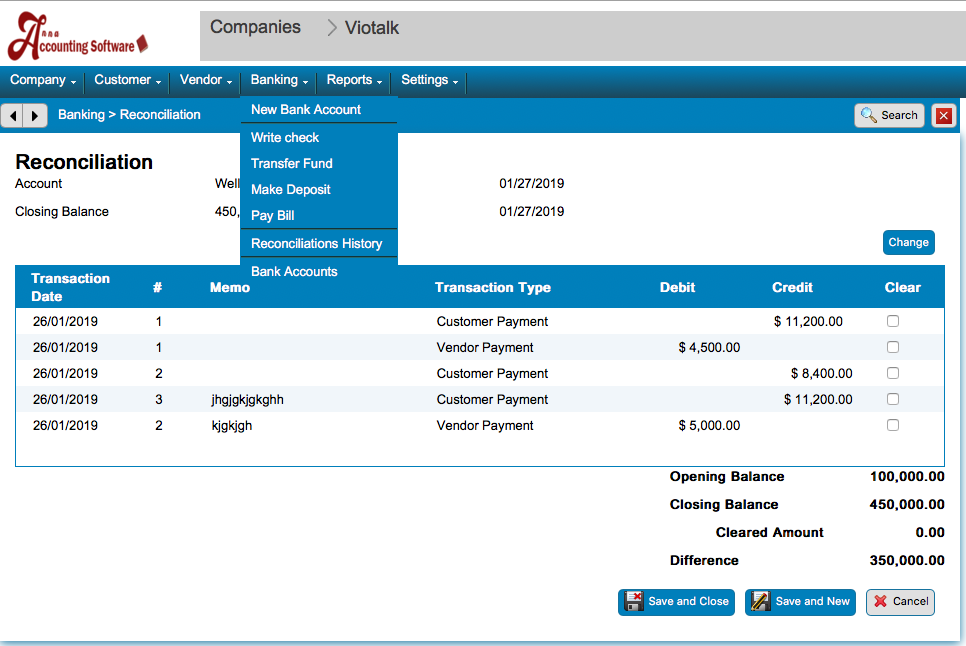 Anna
Accounting Software
Companies > Viotalk
Company Customer Vendor Banking Reports Settings
Banking > Reconciliation
Search
New Bank Account
Write check
Transfer Fund
Make Deposit
Pay Bill
Reconciliations History
Bank Accounts
Reconciliation
Account Well 01/27/2019
Closing Balance 450, 01/27/2019
Change
Transaction Date # Memo Transaction Type Debit Credit Clear
26/01/2019 1 Customer Payment $ 11,200.00
26/01/2019 1 Vendor Payment $ 4,500.00
26/01/2019 2 Customer Payment $ 8,400.00
26/01/2019 3 jhgjgkjgkghh Customer Payment $ 11,200.00
26/01/2019 2 kjgkjgh Vendor Payment $ 5,000.00
Opening Balance 100,000.00
Closing Balance 450,000.00
Cleared Amount 0.00
Difference 350,000.00
Save and Close Save and New Cancel